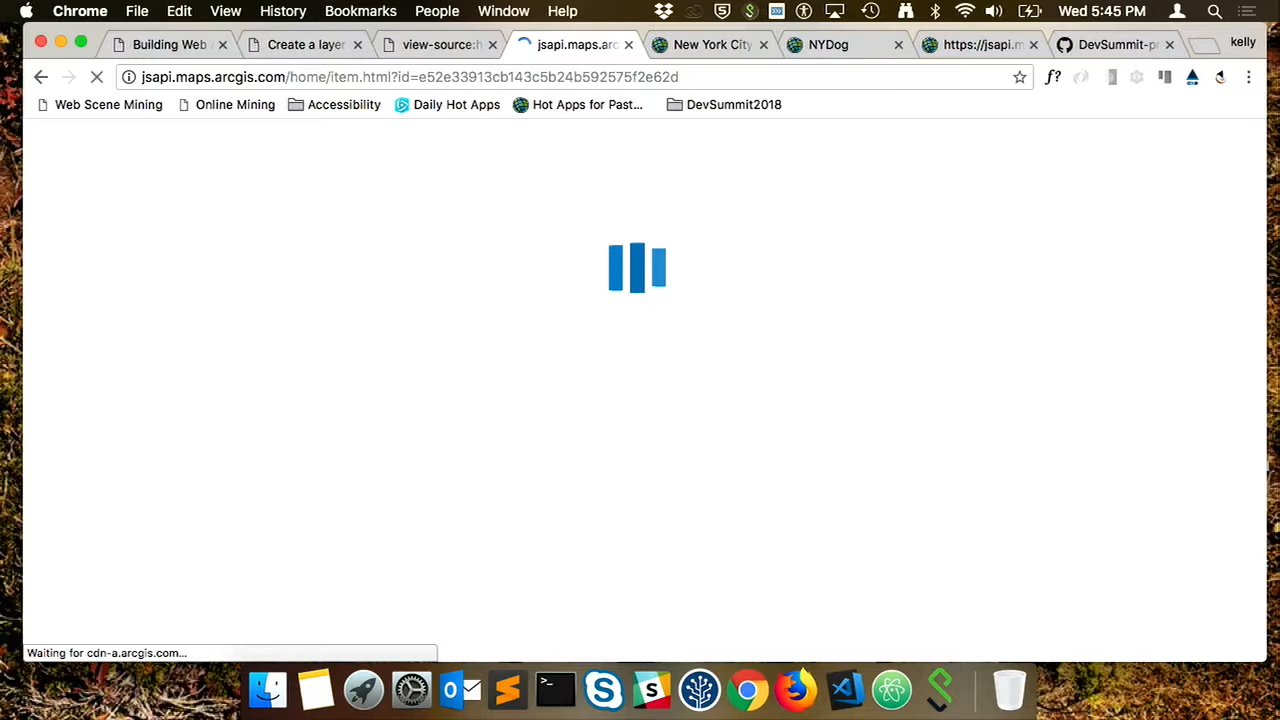 Chrome File Edit View History Bookmarks People Window Help Wed 5:45 PM
Building Web Create a layer view-source:h jsapi.maps.arc New York City NYDog https://jsapi.m DevSummit-pr kelly
jsapi.maps.arcgis.com/home/item.html?id=e52e33913cb143c5b24b592575f2e62d f?
Web Scene Mining Online Mining Accessibility Daily Hot Apps Hot Apps for Past... DevSummit2018
Waiting for cdn-a.arcgis.com...